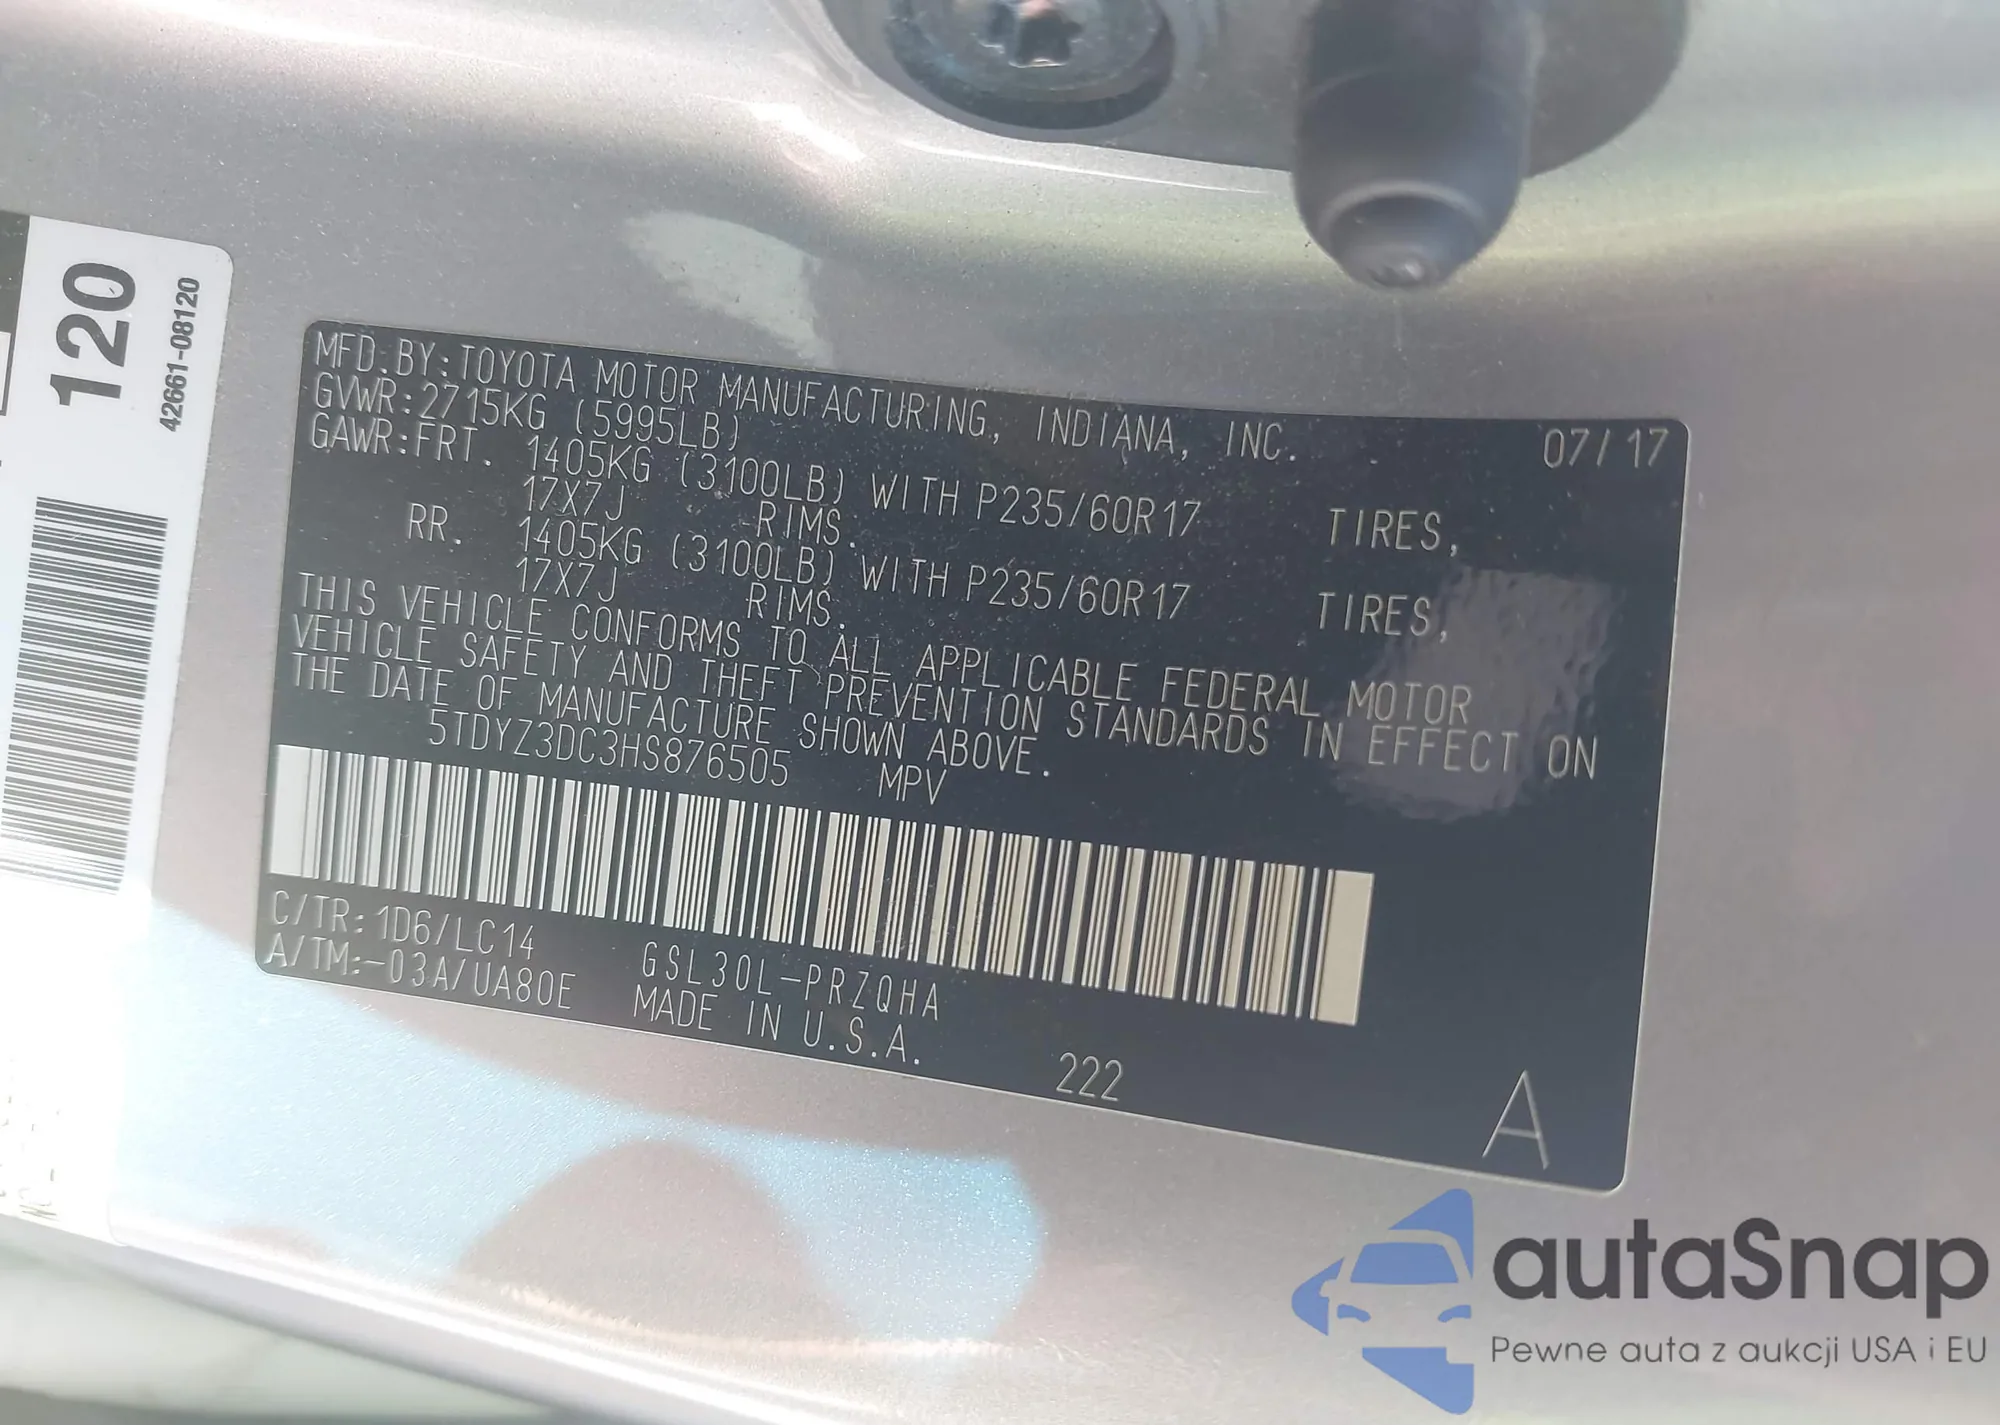 120
42661-08120
MFD.BY:TOYOTA MOTOR MANUFACTURING, INDIANA, INC. 07/17
GVWR:2715KG (5995LB)
GAWR:FRT. 1405KG (3100LB) WITH P235/60R17 TIRES,
17X7J RIMS.
RR. 1405KG (3100LB) WITH P235/60R17 TIRES,
17X7J RIMS.
THIS VEHICLE CONFORMS TO ALL APPLICABLE FEDERAL MOTOR
VEHICLE SAFETY AND THEFT PREVENTION STANDARDS IN EFFECT ON
THE DATE OF MANUFACTURE SHOWN ABOVE.
5TDYZ3DC3HS876505 MPV
C/TR:1D6/LC14 GSL30L-PRZQHA
A/TM:-03A/UA80E MADE IN U.S.A. 222 A
autaSnap
Pewne auta z aukcji USA i EU